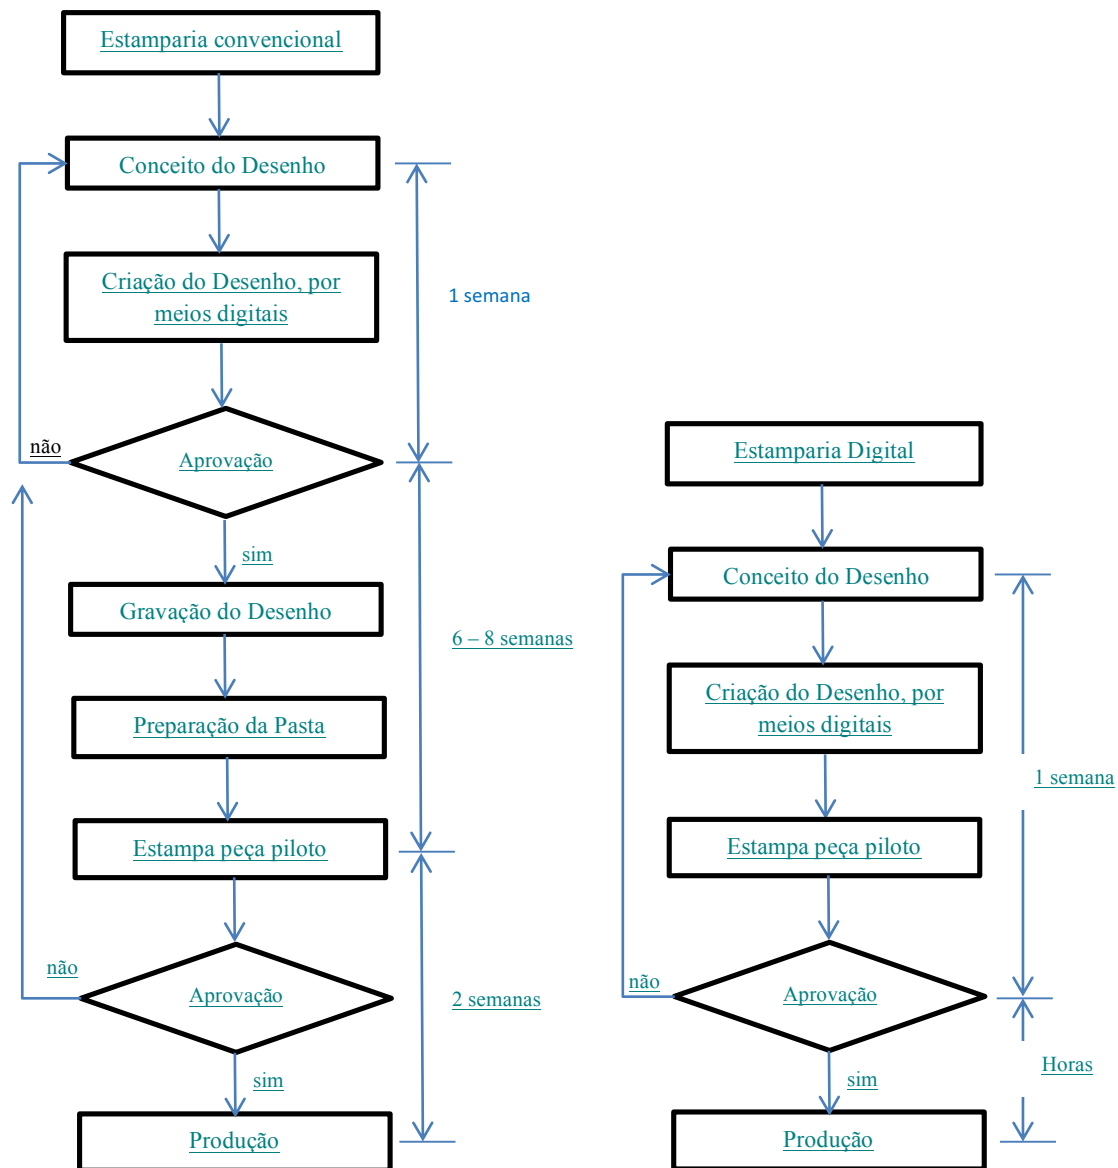 Estamparia convencional
Conceito do Desenho
Criação do Desenho, por
meios digitais
1 semana
não
Aprovação
sim
Gravação do Desenho
6 – 8 semanas
Preparação da Pasta
Estampa peça piloto
não
Aprovação
2 semanas
sim
Produção
Estamparia Digital
Conceito do Desenho
Criação do Desenho, por
meios digitais
1 semana
Estampa peça piloto
não
Aprovação
Horas
sim
Produção